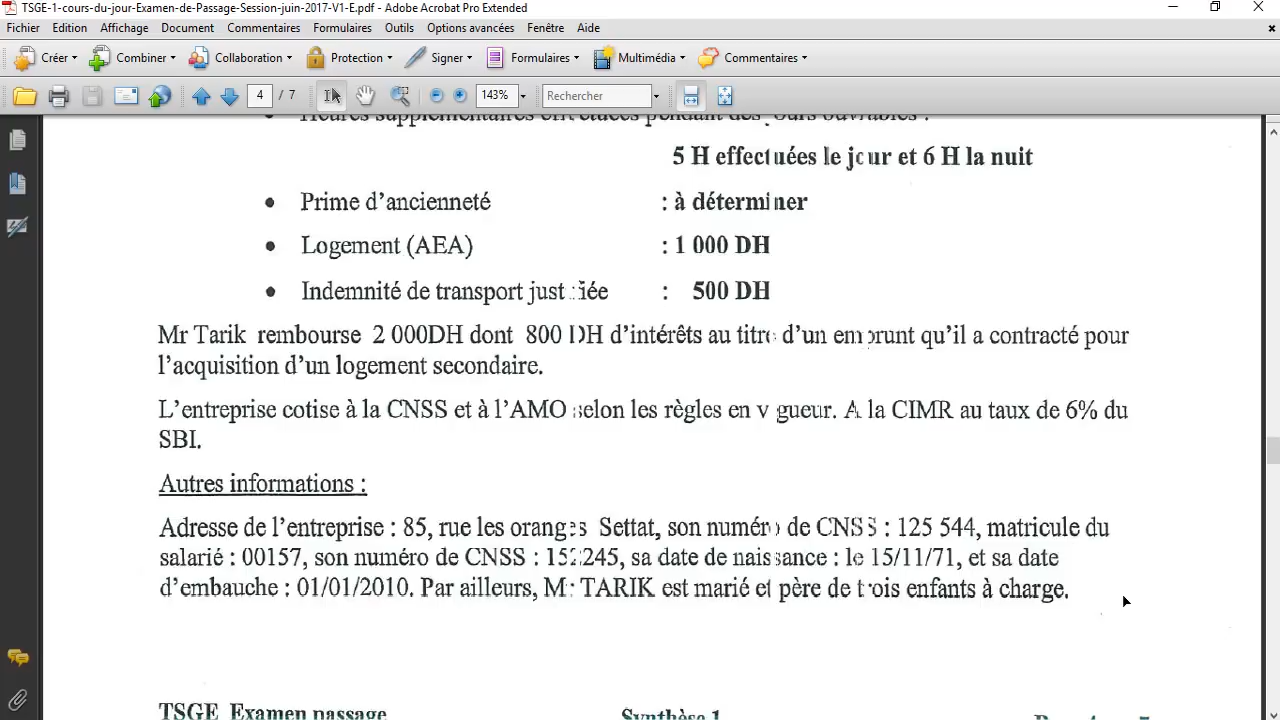 TSGE-1-cours-du-jour-Examen-de-Passage-Session-juin-2017-V1-E.pdf - Adobe Acrobat Pro Extended
Fichier Edition Affichage Document Commentaires Formulaires Outils Options avancées Fenêtre Aide
Créer Combiner Collaboration Protection Signer Formulaires Multimédia Commentaires
4 / 7 143% Rechercher
• Heures supplémentaires effectuées pendant des jours ouvrables :
5 H effectuées le jour et 6 H la nuit
• Prime d'ancienneté : à déterminer
• Logement (AEA) : 1 000 DH
• Indemnité de transport justifiée : 500 DH
Mr Tarik rembourse 2 000DH dont 800 DH d'intérêts au titre d'un emprunt qu'il a contracté pour
l'acquisition d'un logement secondaire.
L'entreprise cotise à la CNSS et à l'AMO selon les règles en vigueur. A la CIMR au taux de 6% du
SBI.
Autres informations :
Adresse de l'entreprise : 85, rue les oranges Settat, son numéro de CNSS : 125 544, matricule du
salarié : 00157, son numéro de CNSS : 152245, sa date de naissance : le 15/11/71, et sa date
d'embauche : 01/01/2010. Par ailleurs, Mr TARIK est marié et père de trois enfants à charge.
TSGE Examen passage Synthèse 1